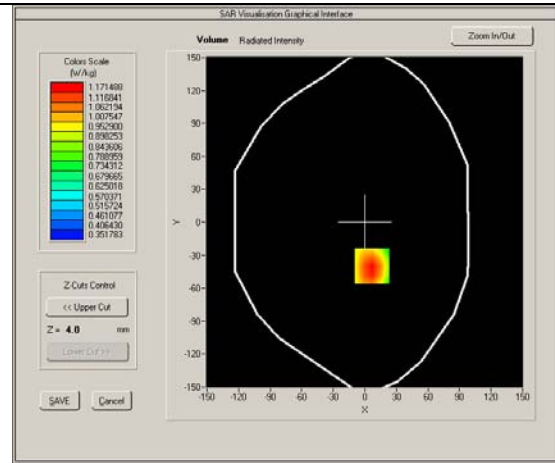 SAR Visualisation Graphical Interface
Volume Radiated Intensity
Zoom In/Out
Colors Scale
(W/kg)
1.171488
1.116841
1.062194
1.007547
0.952900
0.898253
0.843606
0.788959
0.734312
0.679665
0.625018
0.570371
0.515724
0.461077
0.406430
0.351783
Z-Cuts Control
<< Upper Cut
Z = 4.0 mm
Lower Cut >>
SAVE Cancel
150
120
90
60
30
0
-30
-60
-90
-120
-150
Y
-150 -120 -90 -60 -30 0 30 60 90 120 150
X